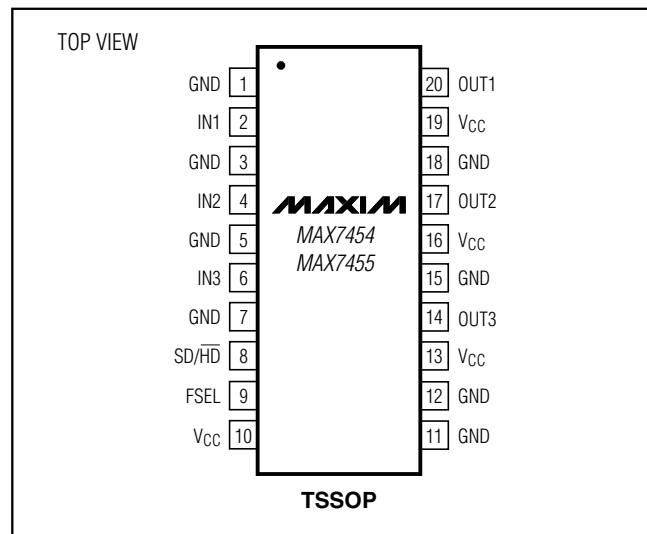 TOP VIEW
GND 1
IN1 2
GND 3
IN2 4
GND 5
IN3 6
GND 7
SD/H̅D̅ 8
FSEL 9
VCC 10
MAXIM
MAX7454
MAX7455
20 OUT1
19 VCC
18 GND
17 OUT2
16 VCC
15 GND
14 OUT3
13 VCC
12 GND
11 GND
TSSOP